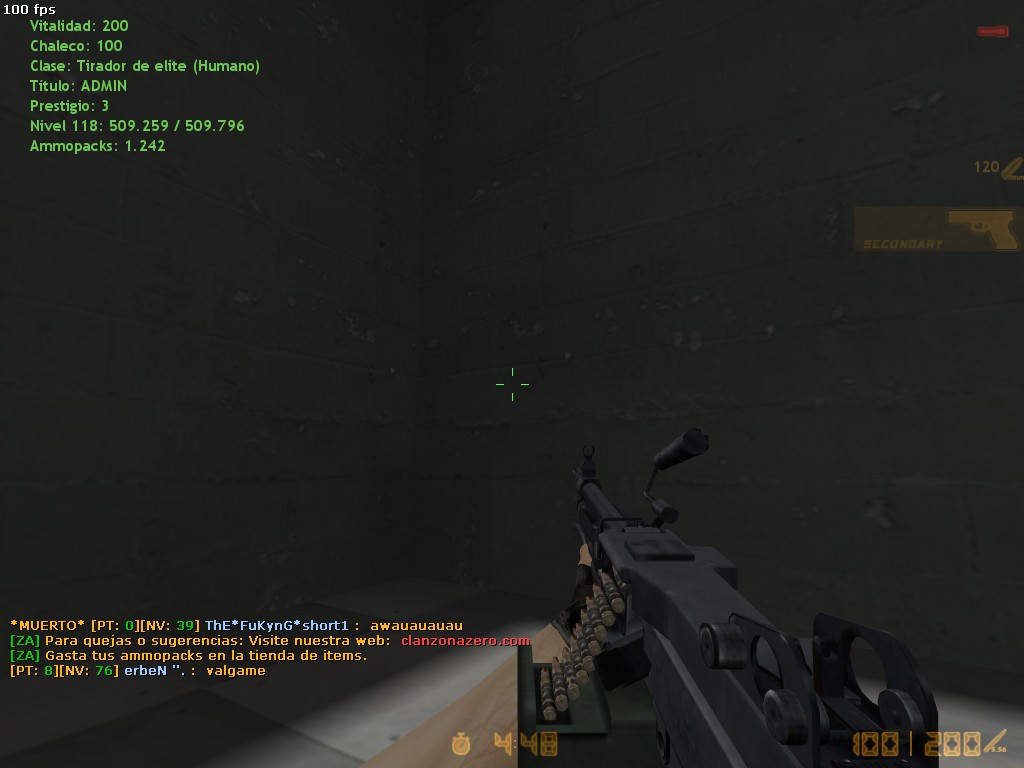 100 fps
Vitalidad: 200
Chaleco: 100
Clase: Tirador de elite (Humano)
Título: ADMIN
Prestigio: 3
Nivel 118: 509.259 / 509.796
Ammopacks: 1.242
120
SECONDARY
*MUERTO* [PT: 0][NV: 39] ThE*FuKynG*short1 : awauauauau
[ZA] Para quejas o sugerencias: Visite nuestra web: clanzonazero.com
[ZA] Gasta tus ammopacks en la tienda de items.
[PT: 8][NV: 76] erbeN ". : valgame
4:48
100 | 200
5.56